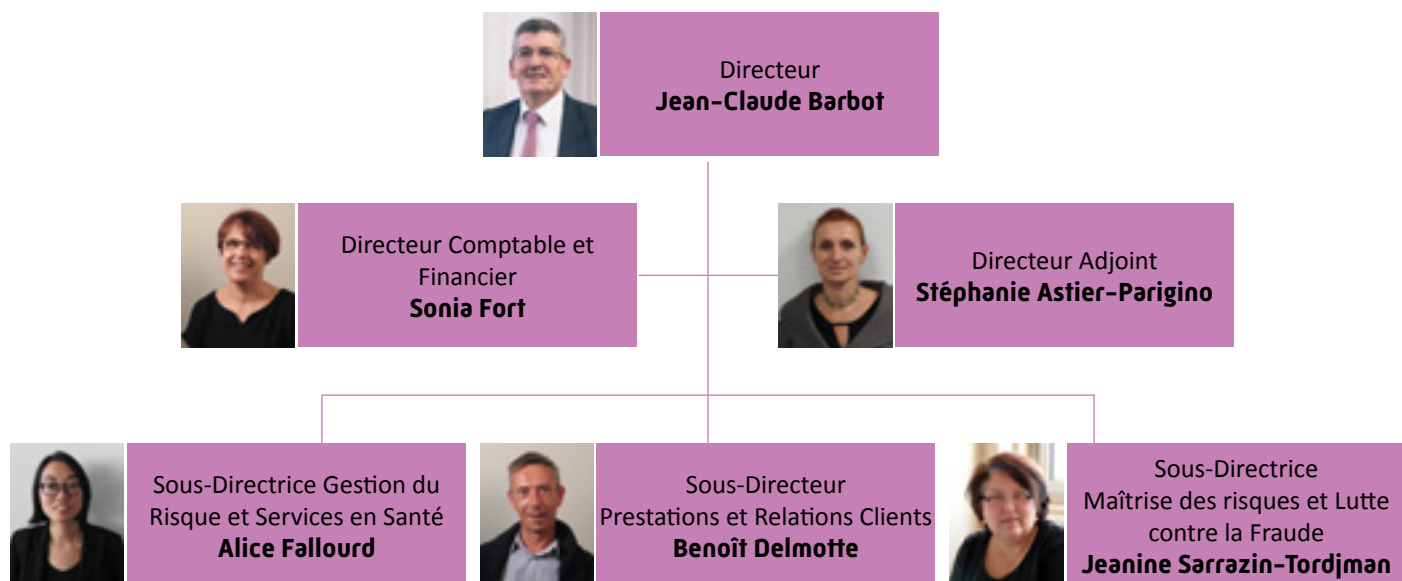 Directeur
Jean-Claude Barbot
Directeur Comptable et
Financier
Sonia Fort
Directeur Adjoint
Stéphanie Astier-Parigino
Sous-Directrice Gestion du
Risque et Services en Santé
Alice Fallourd
Sous-Directeur
Prestations et Relations Clients
Benoît Delmotte
Sous-Directrice
Maîtrise des risques et Lutte
contre la Fraude
Jeanine Sarrazin-Tordjman